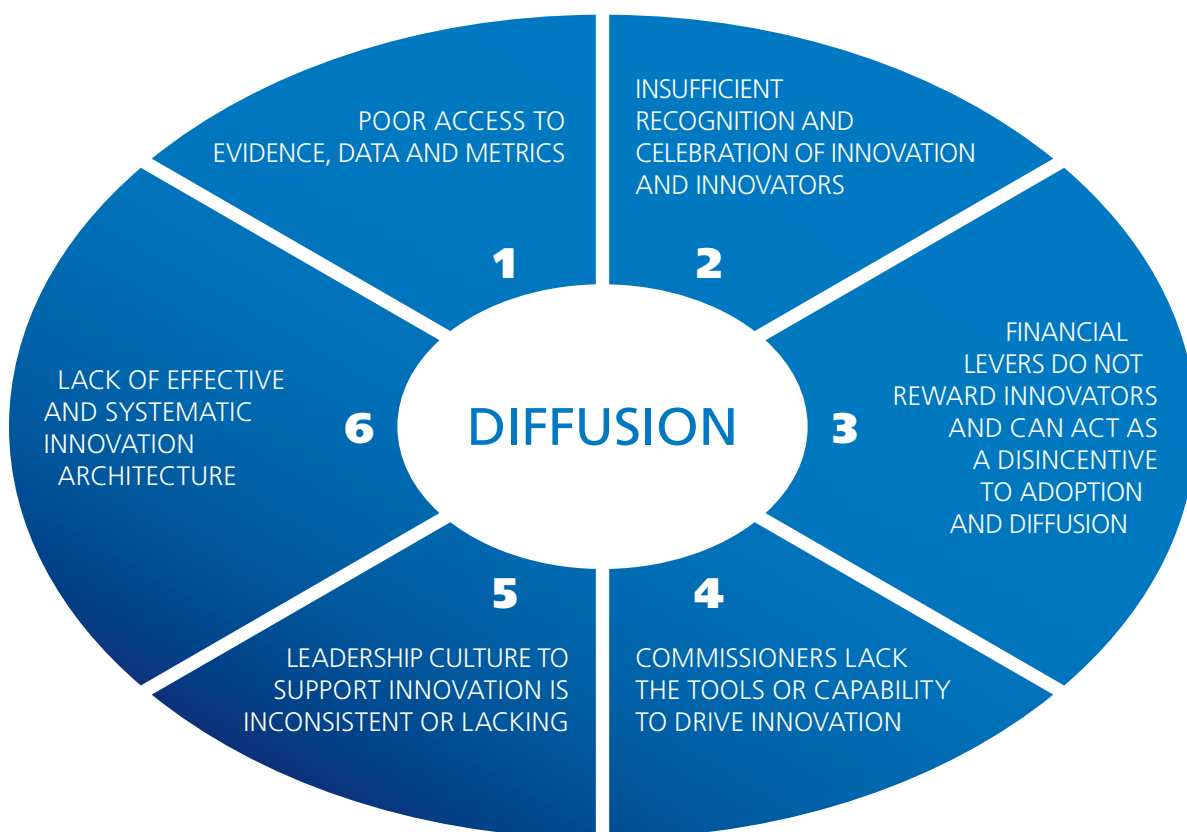 POOR ACCESS TO
EVIDENCE, DATA AND METRICS
1
INSUFFICIENT
RECOGNITION AND
CELEBRATION OF INNOVATION
AND INNOVATORS
2
FINANCIAL
LEVERS DO NOT
REWARD INNOVATORS
AND CAN ACT AS
A DISINCENTIVE
TO ADOPTION
AND DIFFUSION
3
4
COMMISSIONERS LACK
THE TOOLS OR CAPABILITY
TO DRIVE INNOVATION
5
LEADERSHIP CULTURE TO
SUPPORT INNOVATION IS
INCONSISTENT OR LACKING
LACK OF EFFECTIVE
AND SYSTEMATIC
INNOVATION
ARCHITECTURE
6
DIFFUSION